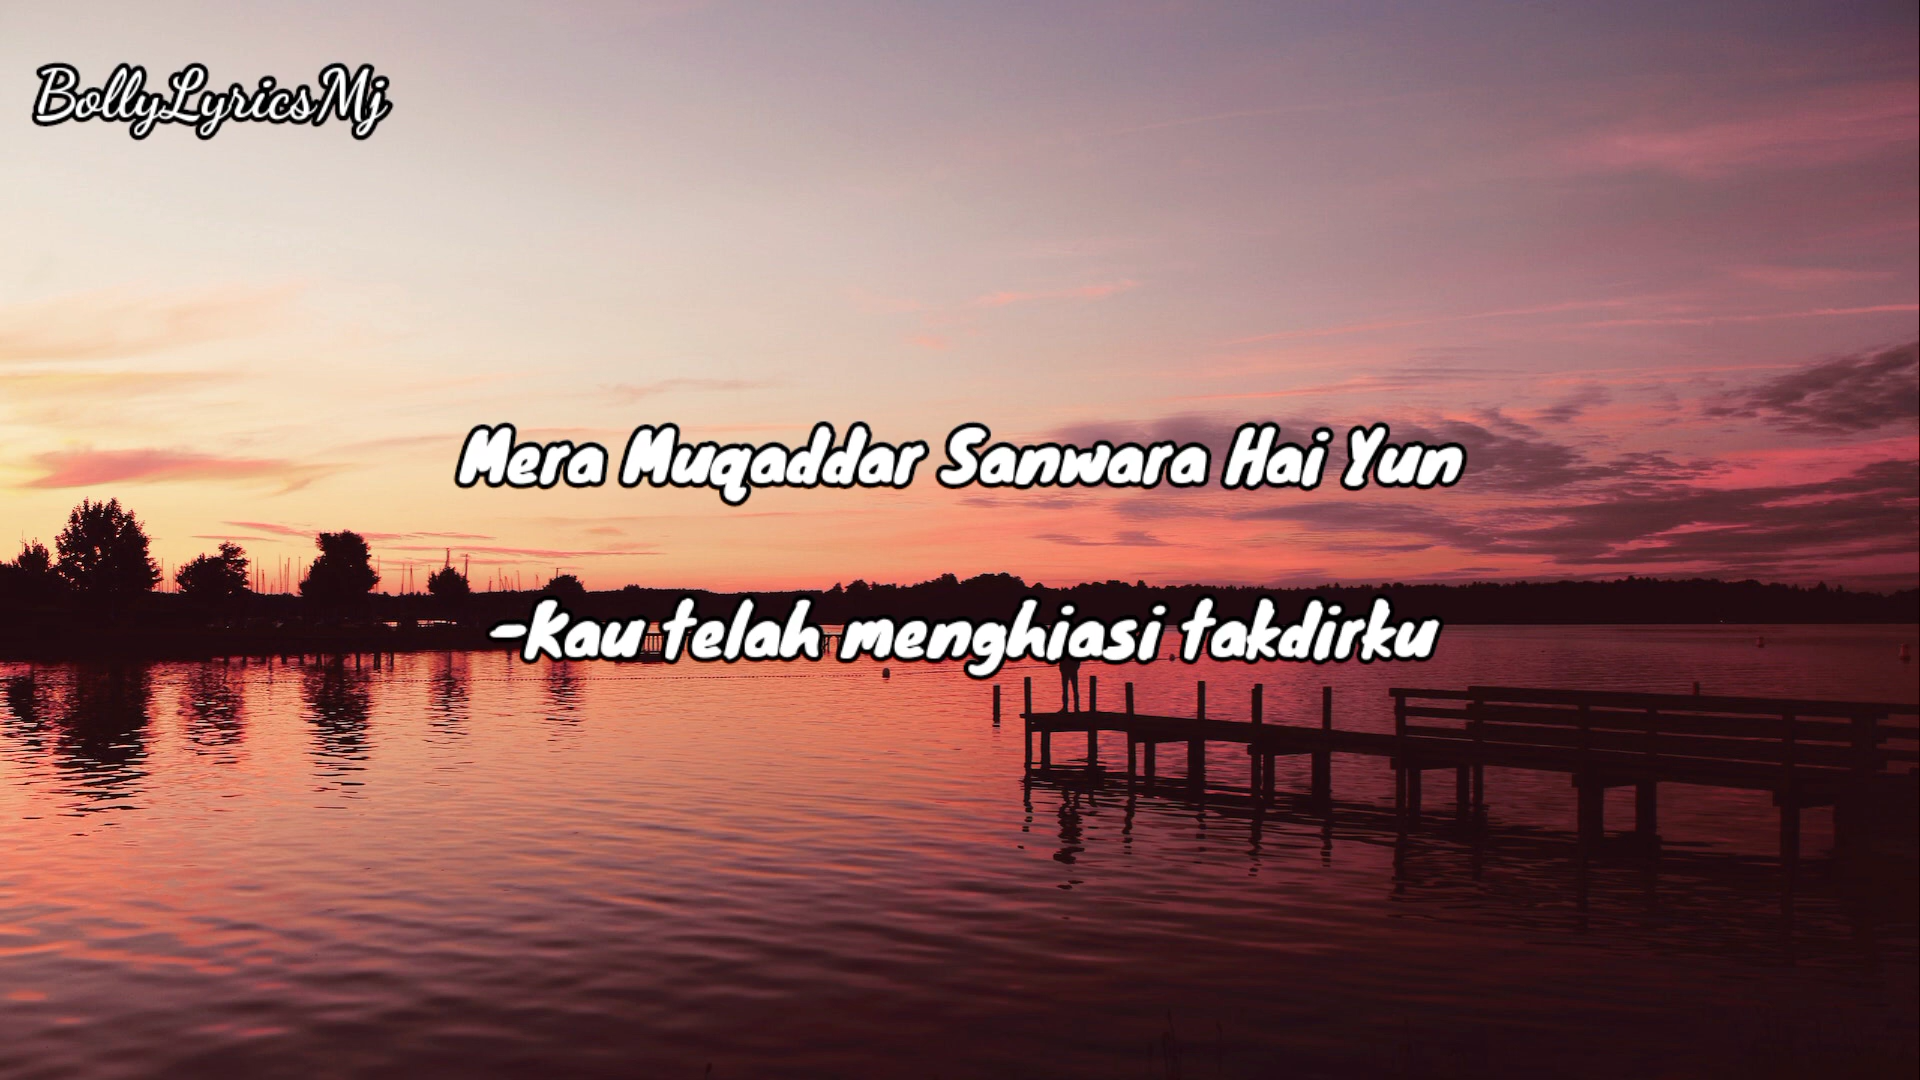 BollyLyricsMj
Mera Muqaddar Sanwara Hai Yun
-Kau telah menghiasi takdirku